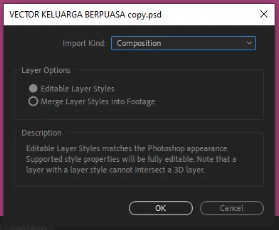 VECTOR KELUARGA BERPUASA copy.psd
Import Kind: Composition
Layer Options
Editable Layer Styles
Merge Layer Styles into Footage
Description
Editable Layer Styles matches the Photoshop appearance.
Supported style properties will be fully editable. Note that a
layer with a layer style cannot intersect a 3D layer.
OK Cancel